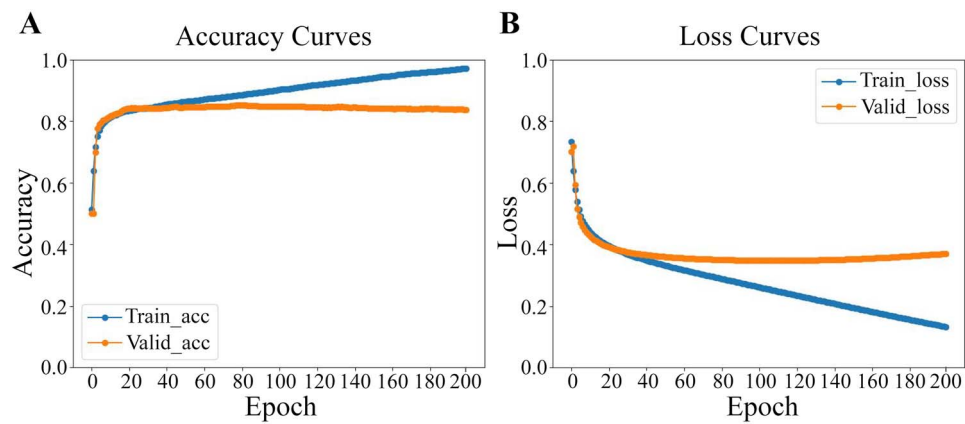 A
Accuracy Curves
1.0
0.8
0.6
0.4
0.2
0.0
Accuracy
Train_acc
Valid_acc
0 20 40 60 80 100 120 140 160 180 200
Epoch
B
Loss Curves
1.0
0.8
0.6
0.4
0.2
0.0
Loss
Train_loss
Valid_loss
0 20 40 60 80 100 120 140 160 180 200
Epoch